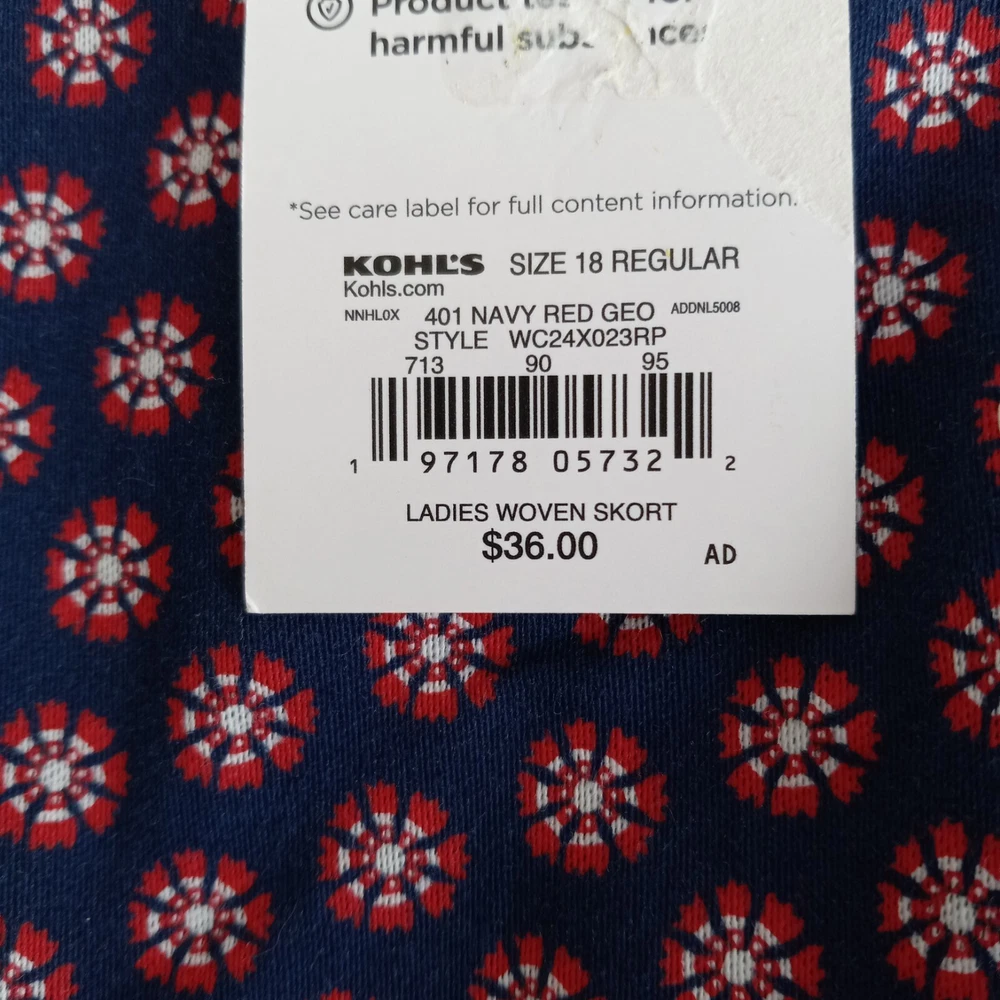 Product
harmful
*See care label for full content information.
KOHL'S SIZE 18 REGULAR
Kohls.com
NNHL0X 401 NAVY RED GEO ADDNL5008
STYLE WC24X023RP
713 90 95
1 97178 05732 2
LADIES WOVEN SKORT
$36.00 AD